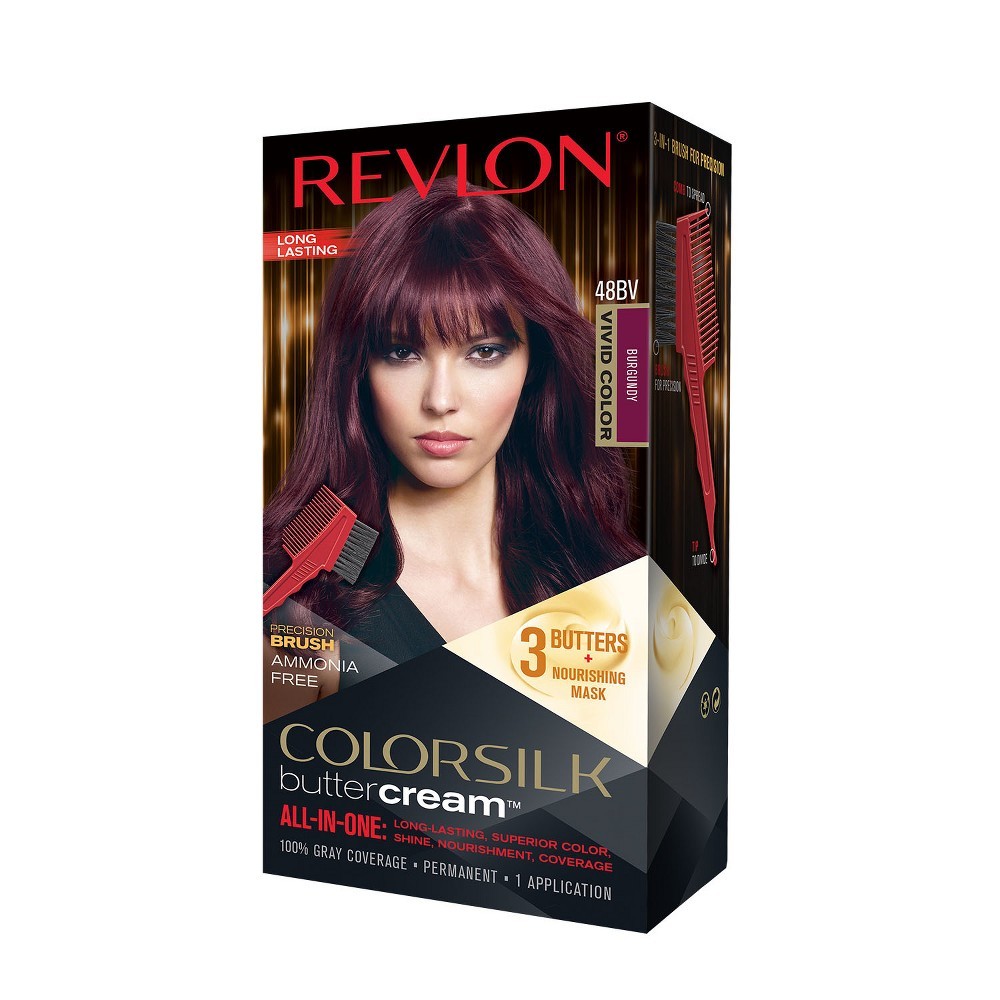 REVLON®
LONG
LASTING
48BV
VIVID COLOR
BURGUNDY
PRECISION
BRUSH
AMMONIA
FREE
3 BUTTERS
+
NOURISHING
MASK
COLORSILK
buttercream™
ALL-IN-ONE: LONG-LASTING, SUPERIOR COLOR,
SHINE, NOURISHMENT, COVERAGE
100% GRAY COVERAGE ▪ PERMANENT ▪ 1 APPLICATION
3-IN-1 BRUSH FOR PRECISION
COMB TO SPREAD
FOR PRECISION
TIP
TO DIVIDE